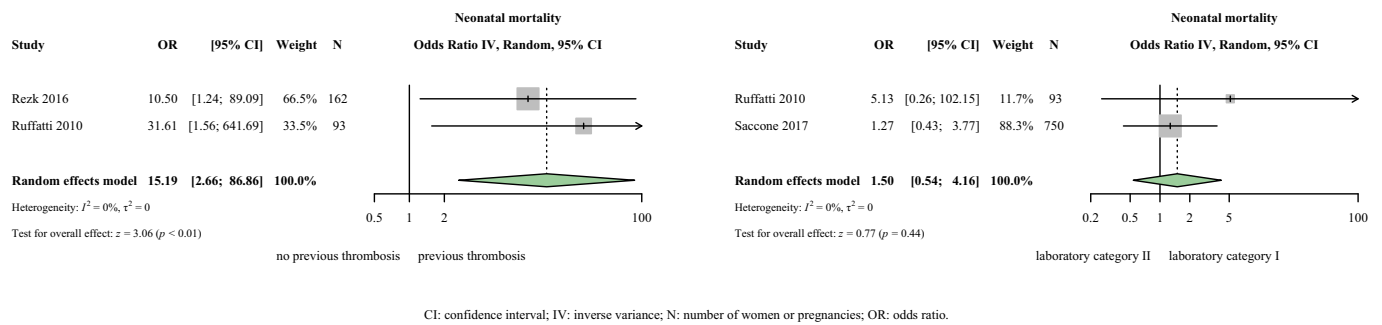 Neonatal mortality
Study OR [95% CI] Weight N Odds Ratio IV, Random, 95% CI
Rezk 2016 10.50 [1.24; 89.09] 66.5% 162
Ruffatti 2010 31.61 [1.56; 641.69] 33.5% 93
Random effects model 15.19 [2.66; 86.86] 100.0%
Heterogeneity: I² = 0%, τ² = 0
Test for overall effect: z = 3.06 (p < 0.01)
0.5 1 2 100
no previous thrombosis previous thrombosis
Neonatal mortality
Study OR [95% CI] Weight N Odds Ratio IV, Random, 95% CI
Ruffatti 2010 5.13 [0.26; 102.15] 11.7% 93
Saccone 2017 1.27 [0.43; 3.77] 88.3% 750
Random effects model 1.50 [0.54; 4.16] 100.0%
Heterogeneity: I² = 0%, τ² = 0
Test for overall effect: z = 0.77 (p = 0.44)
0.2 0.5 1 2 5 100
laboratory category II laboratory category I
CI: confidence interval; IV: inverse variance; N: number of women or pregnancies; OR: odds ratio.